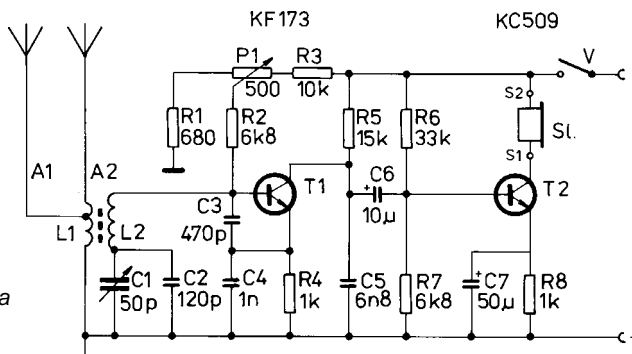 KF173
KC509
P1
500
R3
10k
V
R1
680
R2
6k8
R5
15k
R6
33k
S2
Sl.
S1
A1
A2
T1
C6
10µ
T2
C3
470p
L1
L2
C1
50p
C2
120p
C4
1n
R4
1k
C5
6n8
R7
6k8
C7
50µ
R8
1k
a